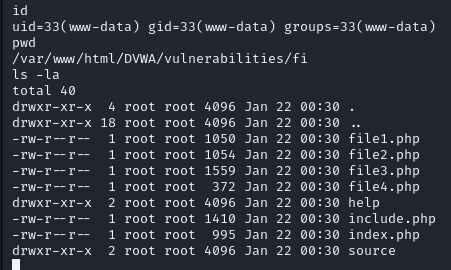 id
uid=33(www-data) gid=33(www-data) groups=33(www-data)
pwd
/var/www/html/DVWA/vulnerabilities/fi
ls -la
total 40
drwxr-xr-x  4 root root 4096 Jan 22 00:30 .
drwxr-xr-x 18 root root 4096 Jan 22 00:30 ..
-rw-r--r--  1 root root 1050 Jan 22 00:30 file1.php
-rw-r--r--  1 root root 1054 Jan 22 00:30 file2.php
-rw-r--r--  1 root root 1559 Jan 22 00:30 file3.php
-rw-r--r--  1 root root  372 Jan 22 00:30 file4.php
drwxr-xr-x  2 root root 4096 Jan 22 00:30 help
-rw-r--r--  1 root root 1410 Jan 22 00:30 include.php
-rw-r--r--  1 root root  995 Jan 22 00:30 index.php
drwxr-xr-x  2 root root 4096 Jan 22 00:30 source